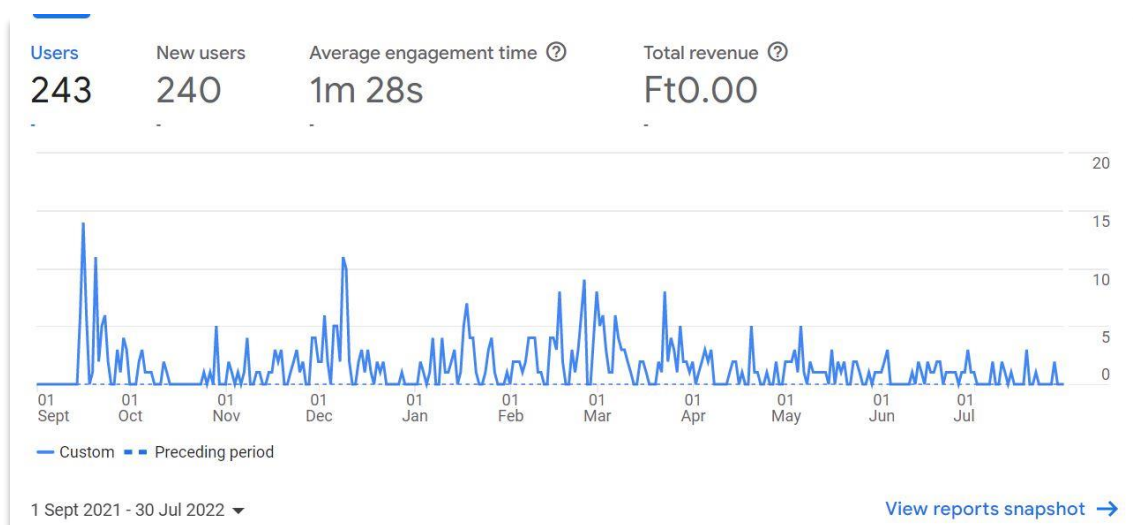 Users New users Average engagement time Total revenue
243 240 1m 28s Ft0.00
- - - -
20
15
10
5
0
01 01 01 01 01 01 01 01 01 01 01
Sept Oct Nov Dec Jan Feb Mar Apr May Jun Jul
Custom Preceding period
1 Sept 2021 - 30 Jul 2022 View reports snapshot